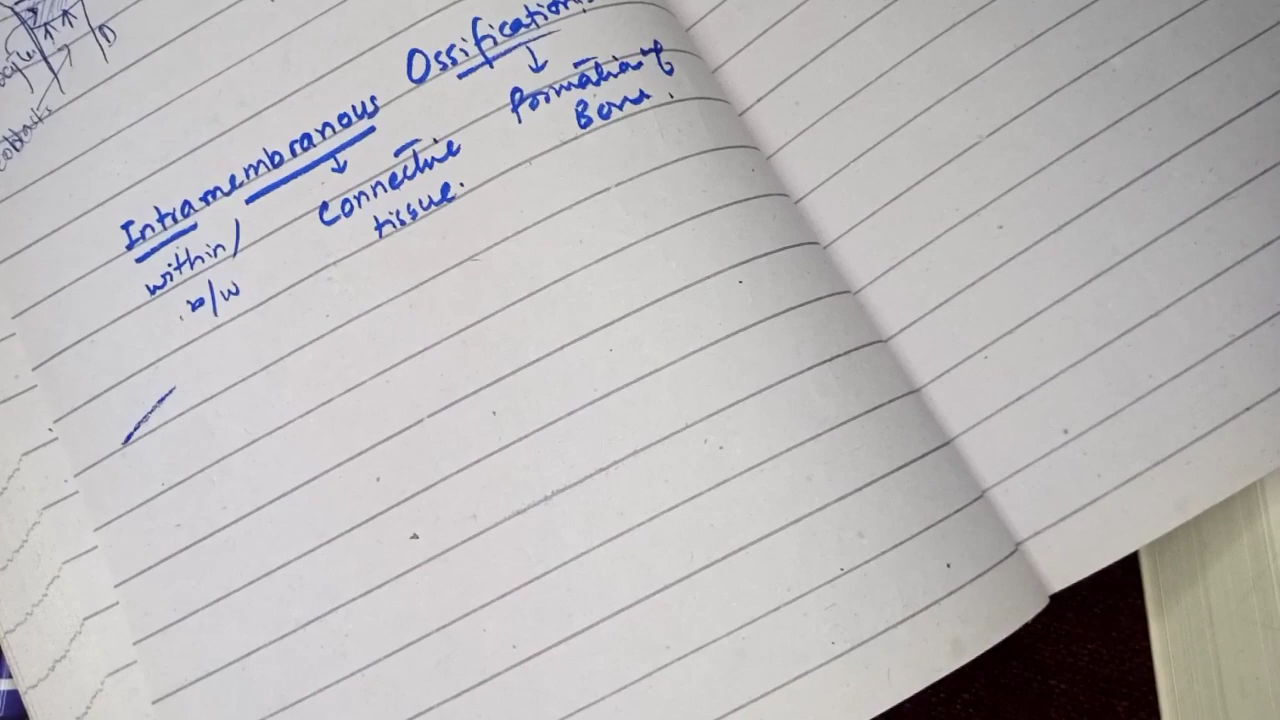 Intramembranous Ossification
within/
b/w
connective
tissue.
formation of
Bone.
D